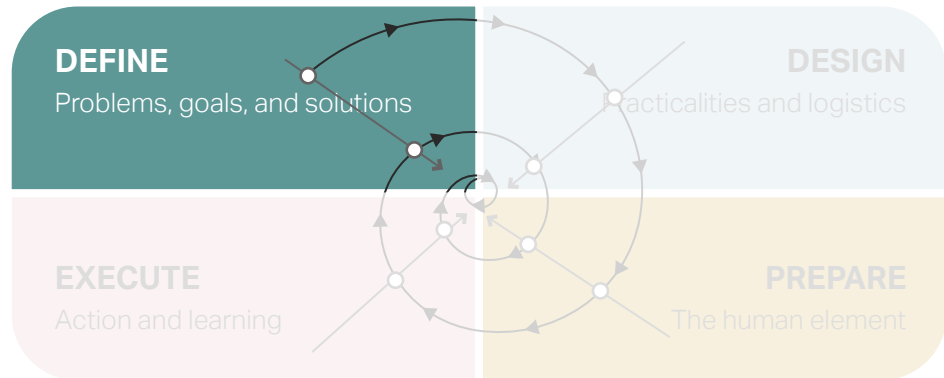 DEFINE
Problems, goals, and solutions
DESIGN
Practicalities and logistics
EXECUTE
Action and learning
PREPARE
The human element